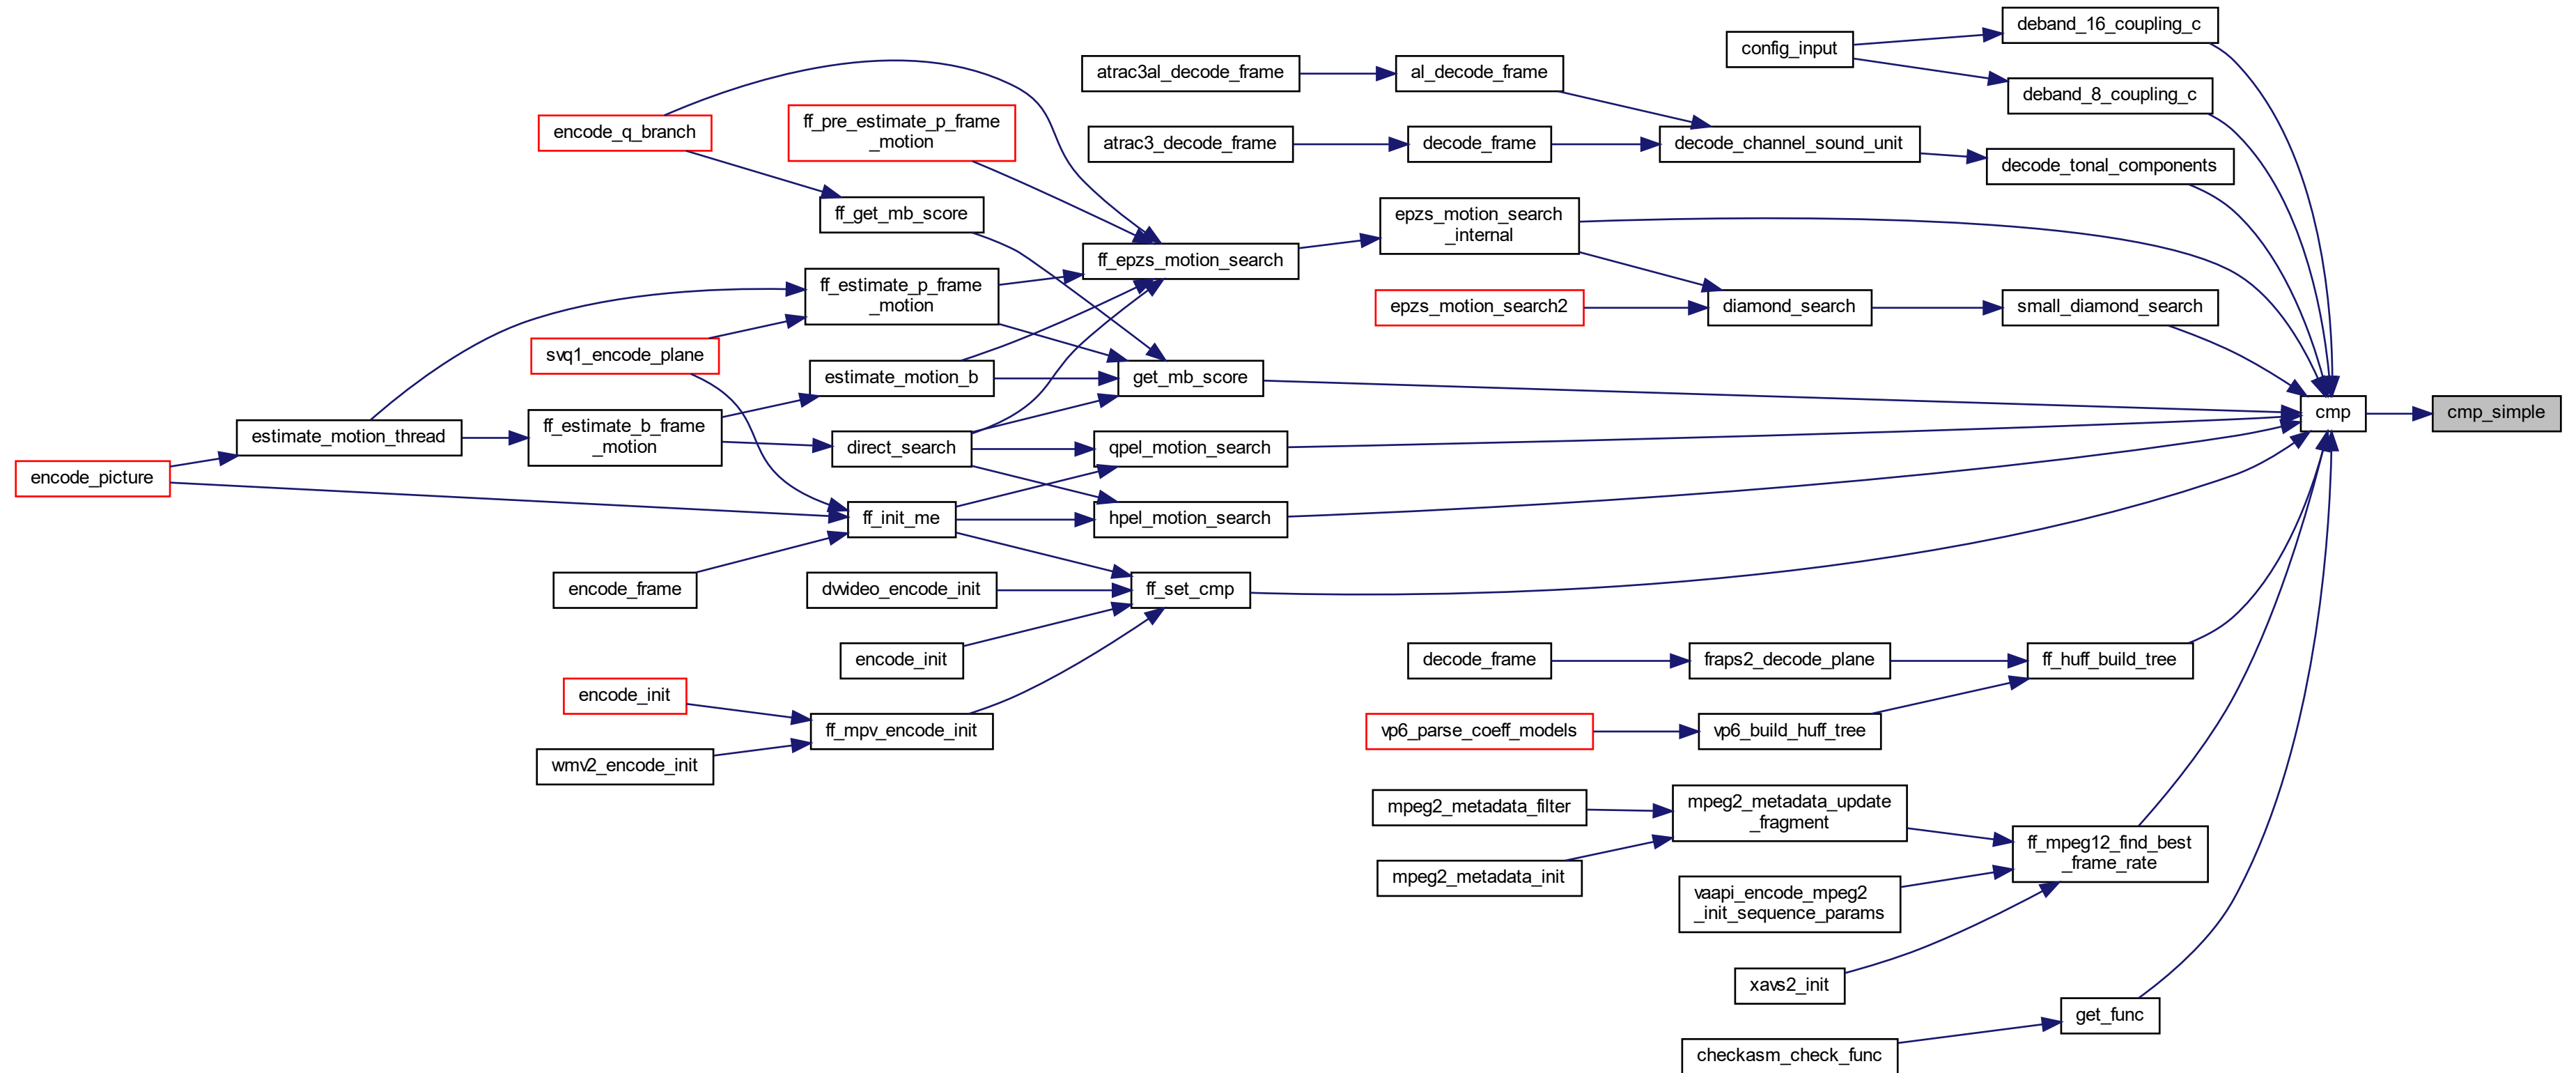 deband_16_coupling_c
config_input
atrac3al_decode_frame
al_decode_frame
deband_8_coupling_c
encode_q_branch
ff_pre_estimate_p_frame
_motion
atrac3_decode_frame
decode_frame
decode_channel_sound_unit
decode_tonal_components
ff_get_mb_score
epzs_motion_search
_internal
ff_epzs_motion_search
ff_estimate_p_frame
_motion
epzs_motion_search2
diamond_search
small_diamond_search
svq1_encode_plane
estimate_motion_b
get_mb_score
cmp
cmp_simple
estimate_motion_thread
ff_estimate_b_frame
_motion
direct_search
qpel_motion_search
encode_picture
ff_init_me
hpel_motion_search
encode_frame
dvvideo_encode_init
ff_set_cmp
encode_init
decode_frame
fraps2_decode_plane
ff_huff_build_tree
encode_init
ff_mpv_encode_init
vp6_parse_coeff_models
vp6_build_huff_tree
wmv2_encode_init
mpeg2_metadata_filter
mpeg2_metadata_update
_fragment
ff_mpeg12_find_best
_frame_rate
mpeg2_metadata_init
vaapi_encode_mpeg2
_init_sequence_params
xavs2_init
get_func
checkasm_check_func